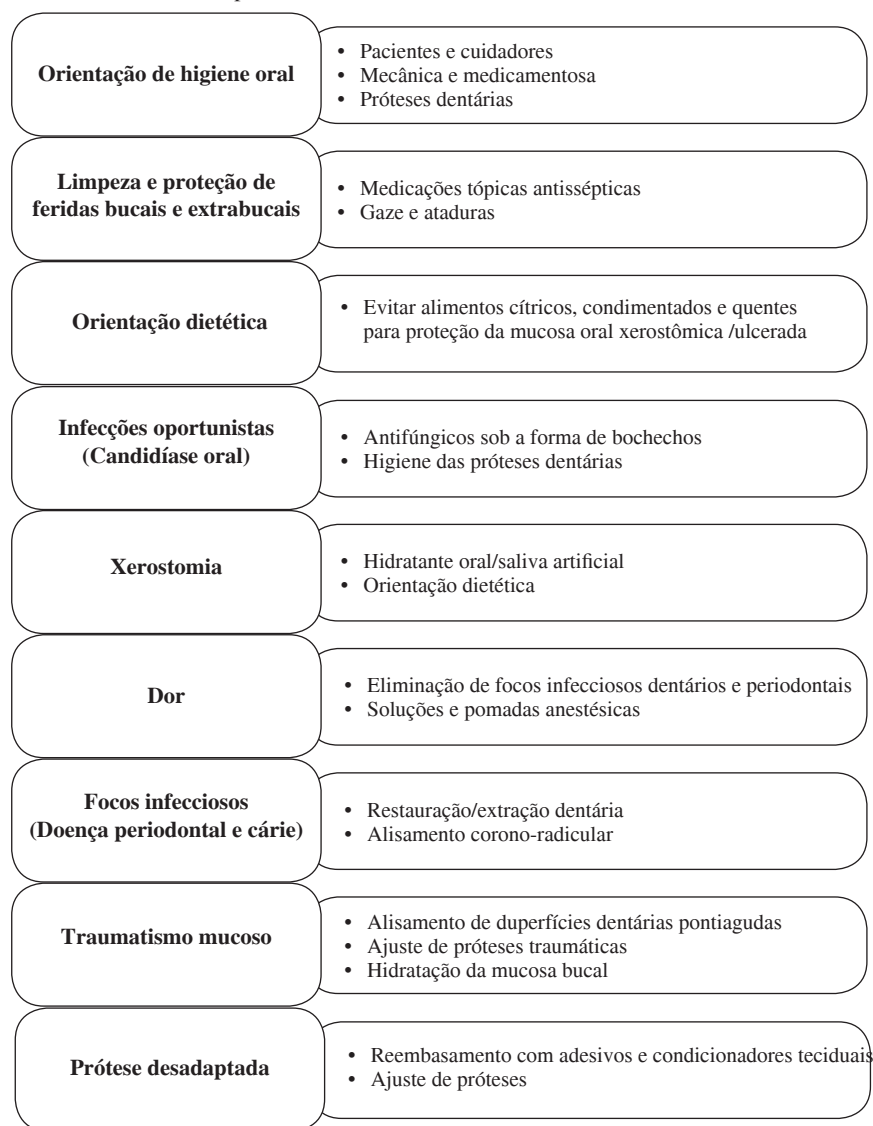 Orientação de higiene oral
• Pacientes e cuidadores
• Mecânica e medicamentosa
• Próteses dentárias
Limpeza e proteção de
feridas bucais e extrabucais
• Medicações tópicas antissépticas
• Gaze e ataduras
Orientação dietética
• Evitar alimentos cítricos, condimentados e quentes
para proteção da mucosa oral xerostômica /ulcerada
Infecções oportunistas
(Candidíase oral)
• Antifúngicos sob a forma de bochechos
• Higiene das próteses dentárias
Xerostomia
• Hidratante oral/saliva artificial
• Orientação dietética
Dor
• Eliminação de focos infecciosos dentários e periodontais
• Soluções e pomadas anestésicas
Focos infecciosos
(Doença periodontal e cárie)
• Restauração/extração dentária
• Alisamento corono-radicular
Traumatismo mucoso
• Alisamento de duperfícies dentárias pontiagudas
• Ajuste de próteses traumáticas
• Hidratação da mucosa bucal
Prótese desadaptada
• Reembasamento com adesivos e condicionadores teciduais
• Ajuste de próteses